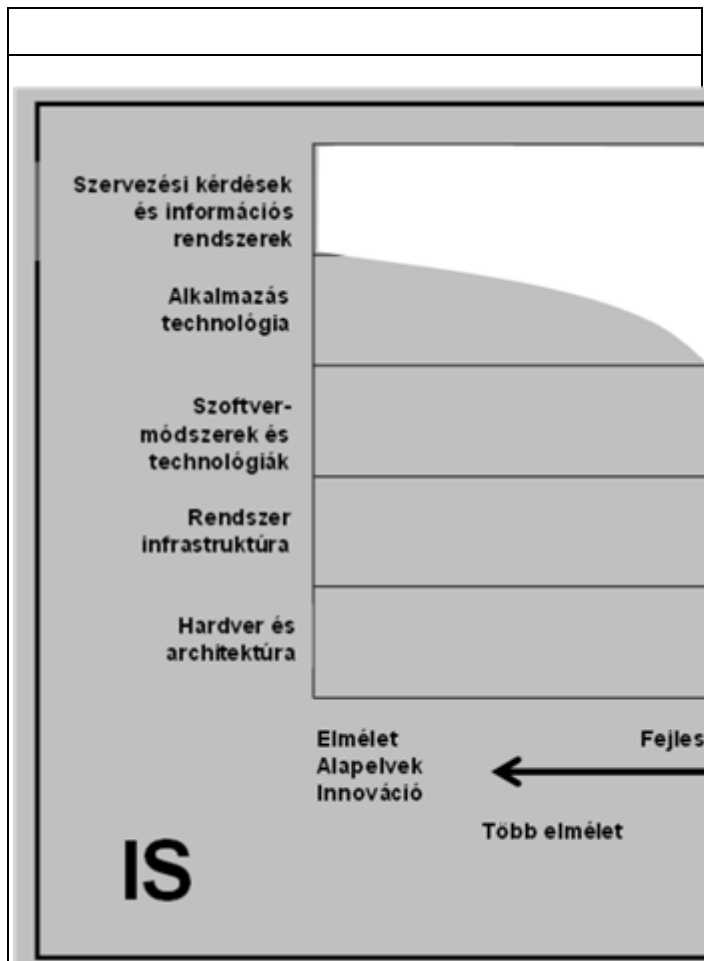 Szervezési kérdések
és információs
rendszerek
Alkalmazás
technológia
Szoftver-
módszerek és
technológiák
Rendszer
infrastruktúra
Hardver és
architektúra
Elmélet
Alapelvek
Innováció
Fejles
Több elmélet
IS